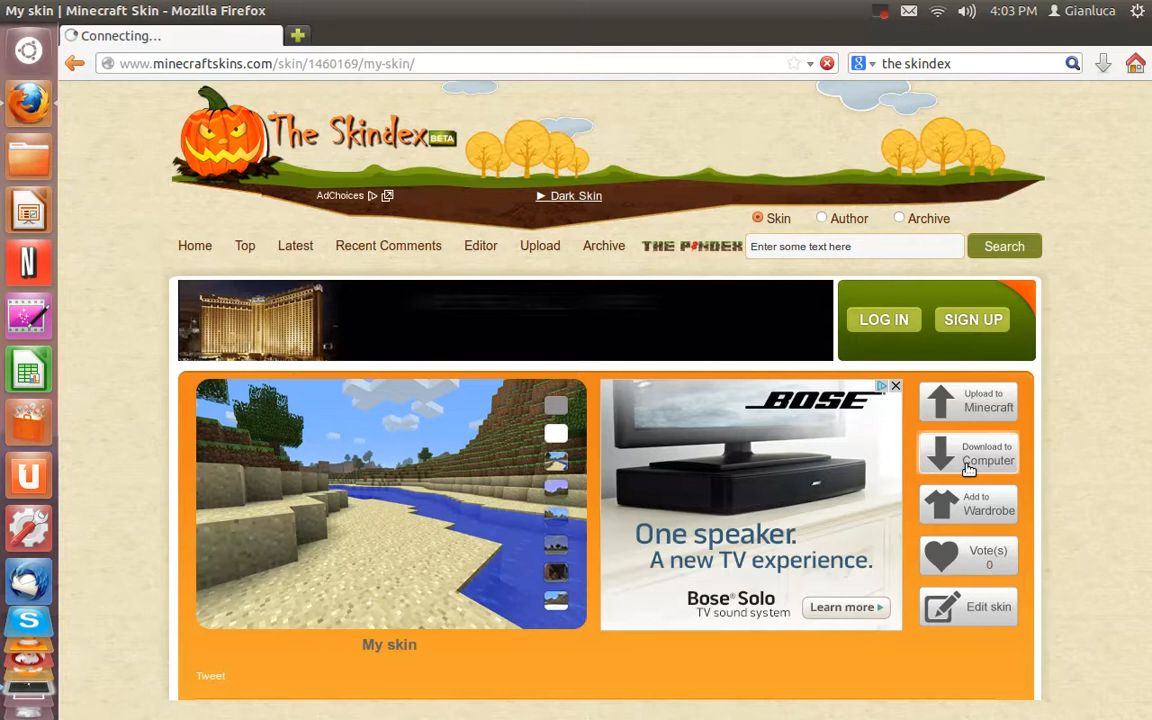 My skin | Minecraft Skin - Mozilla Firefox
4:03 PM Gianluca
Connecting...
www.minecraftskins.com/skin/1460169/my-skin/
the skindex
The Skindex BETA
AdChoices
► Dark Skin
Skin Author Archive
Home Top Latest Recent Comments Editor Upload Archive THE PINDEX Enter some text here Search
LOG IN SIGN UP
BOSE
One speaker.
A new TV experience.
Bose® Solo
TV sound system
Learn more
Upload to
Minecraft
Download to
Computer
Add to
Wardrobe
Vote(s)
0
Edit skin
My skin
Tweet